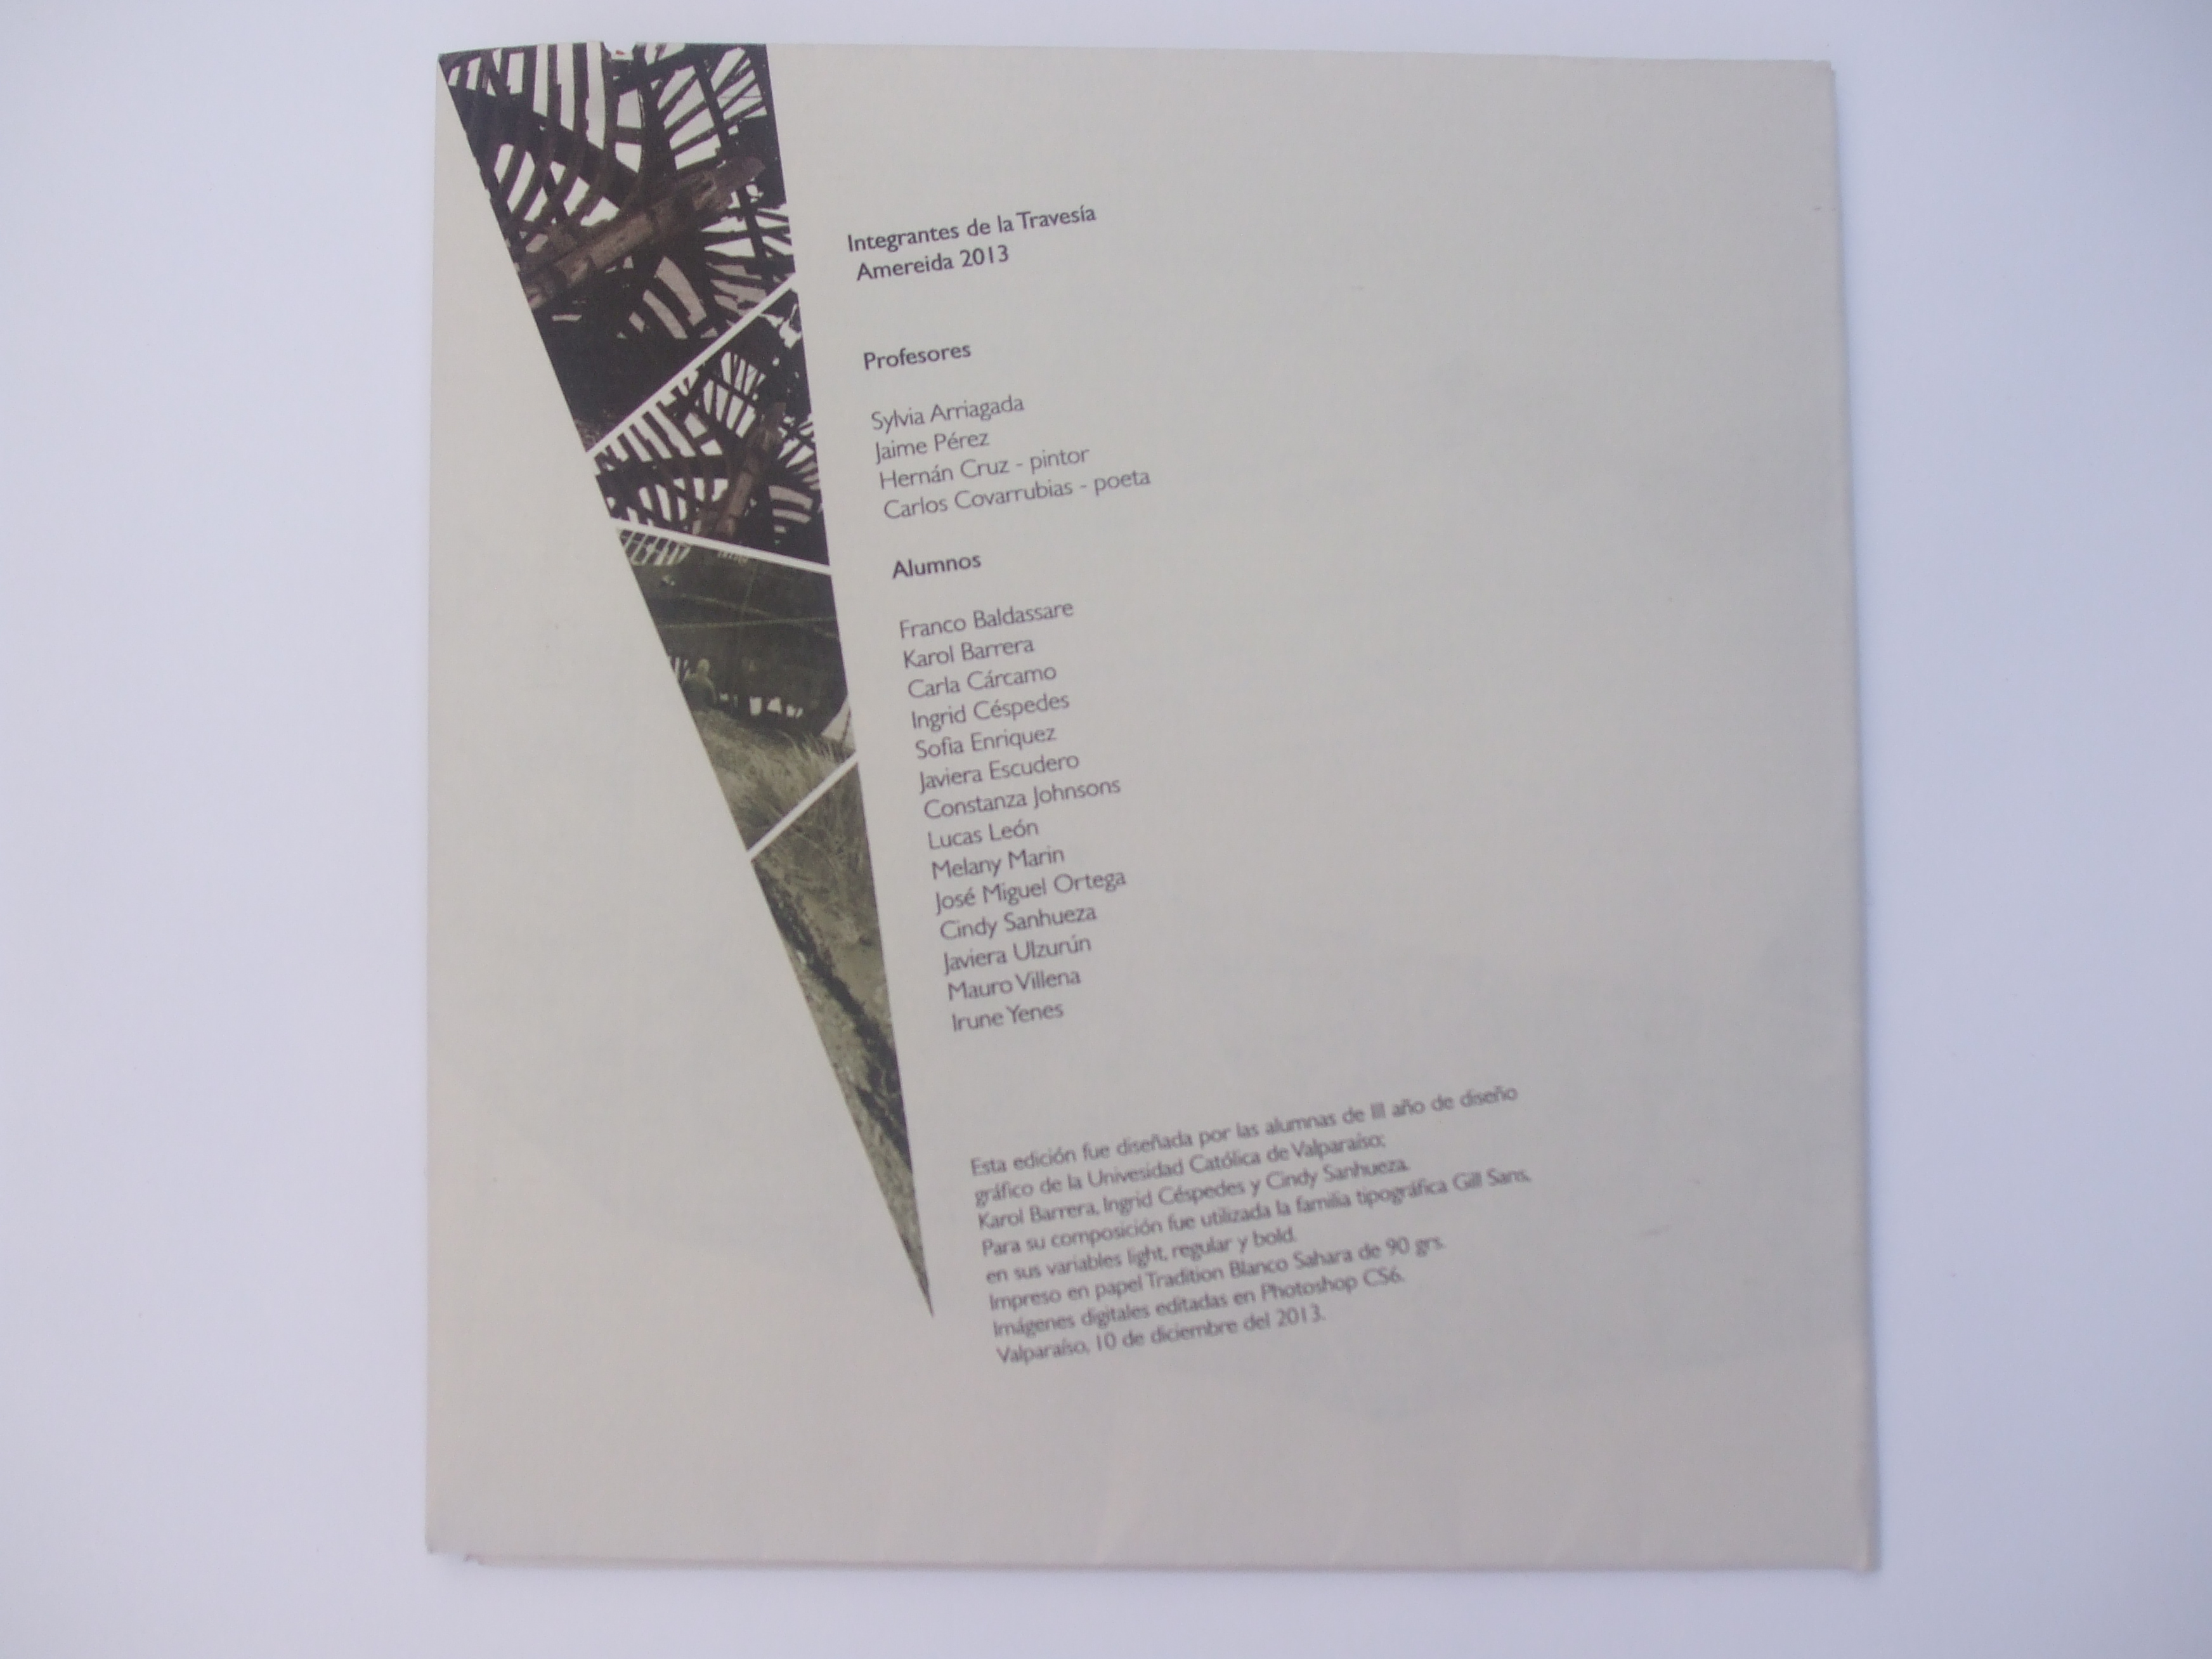 Integrantes de la Travesía
Amereida 2013
Profesores
Sylvia Arriagada
Jaime Pérez
Hernán Cruz - pintor
Carlos Covarrubias - poeta
Alumnos
Franco Baldassare
Karol Barrera
Carla Cárcamo
Ingrid Céspedes
Sofia Enriquez
Javiera Escudero
Constanza Johnsons
Lucas León
Melany Marin
José Miguel Ortega
Cindy Sanhueza
Javiera Ulzurún
Mauro Villena
Irune Yenes
Esta edición fue diseñada por las alumnas de III año de diseño
gráfico de la Univesidad Católica de Valparaíso;
Karol Barrera, Ingrid Céspedes y Cindy Sanhueza.
Para su composición fue utilizada la familia tipográfica Gill Sans,
en sus variables light, regular y bold.
Impreso en papel Tradition Blanco Sahara de 90 grs.
Imágenes digitales editadas en Photoshop CS6.
Valparaíso, 10 de diciembre del 2013.